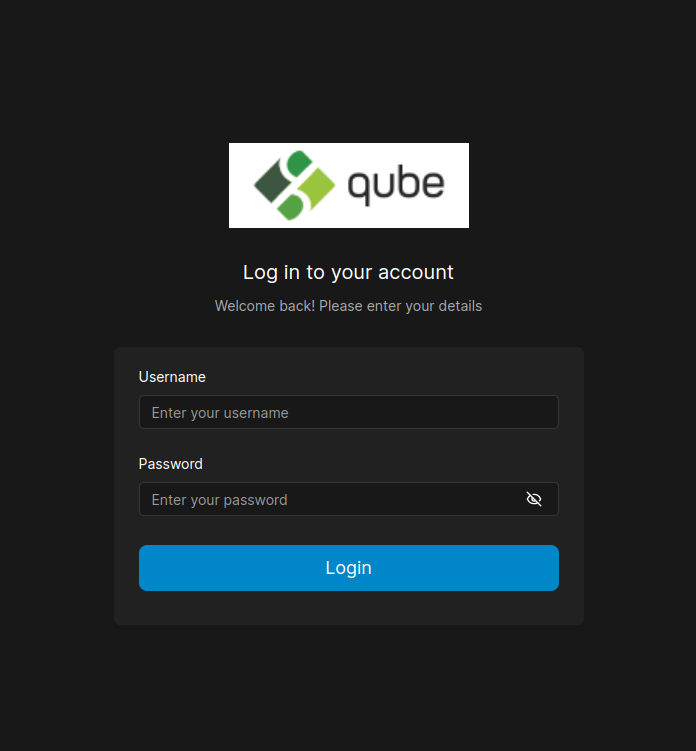 qube
Log in to your account
Welcome back! Please enter your details
Username
Enter your username
Password
Enter your password
Login